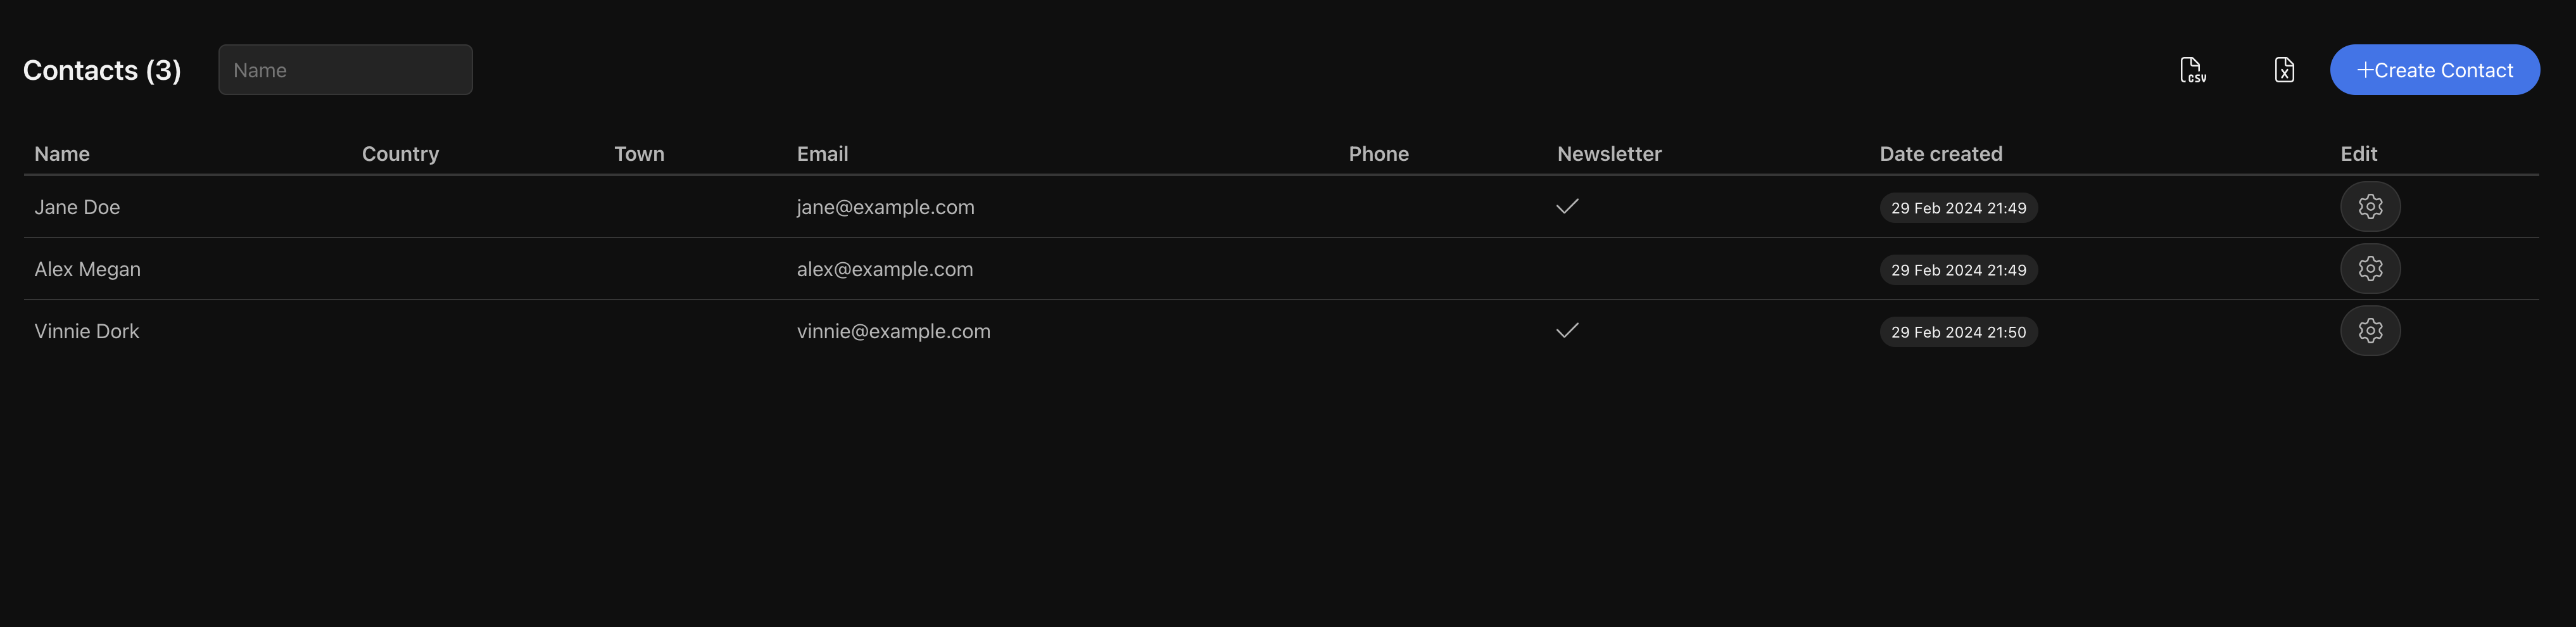 Contacts (3) Name CSV X +Create Contact
Name Country Town Email Phone Newsletter Date created Edit
Jane Doe jane@example.com 29 Feb 2024 21:49
Alex Megan alex@example.com 29 Feb 2024 21:49
Vinnie Dork vinnie@example.com 29 Feb 2024 21:50